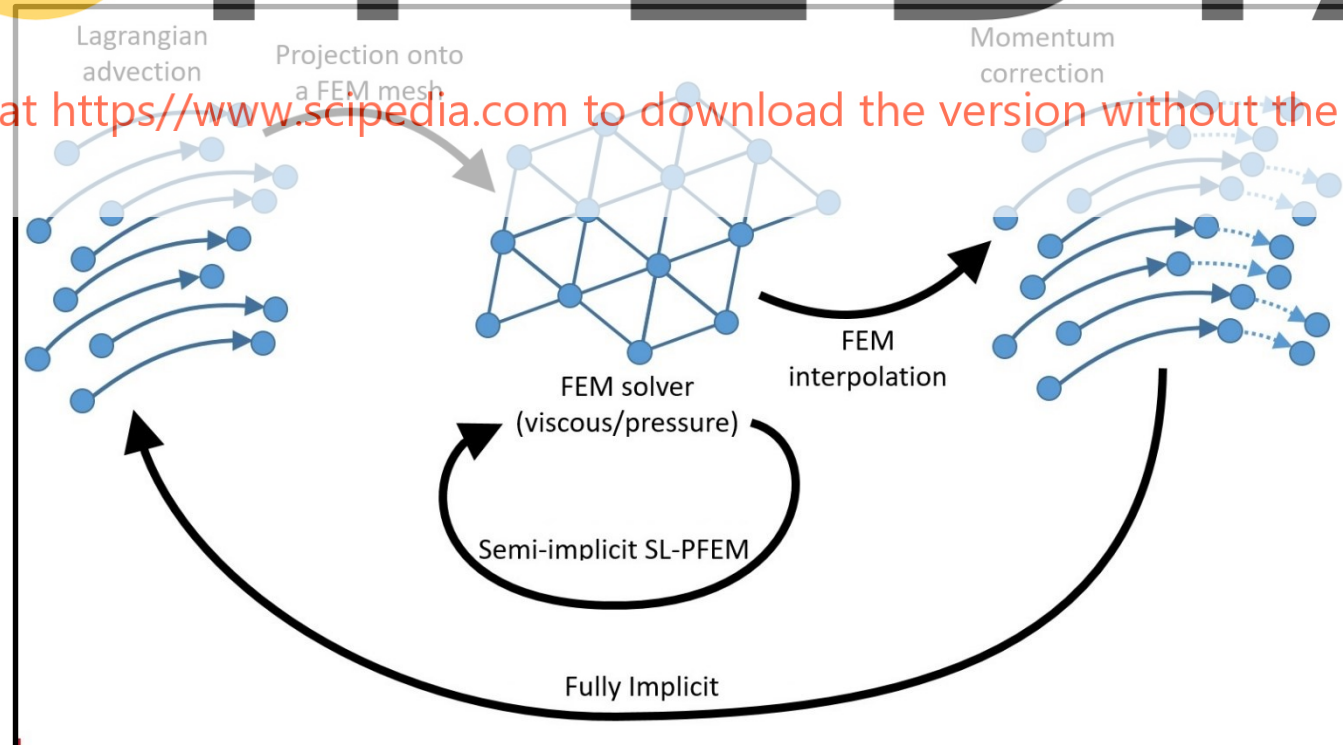 Lagrangian
advection
Projection onto
a FEM mesh
Momentum
correction
at https//www.scipedia.com to download the version without the
FEM
interpolation
FEM solver
(viscous/pressure)
Semi-implicit SL-PFEM
Fully Implicit